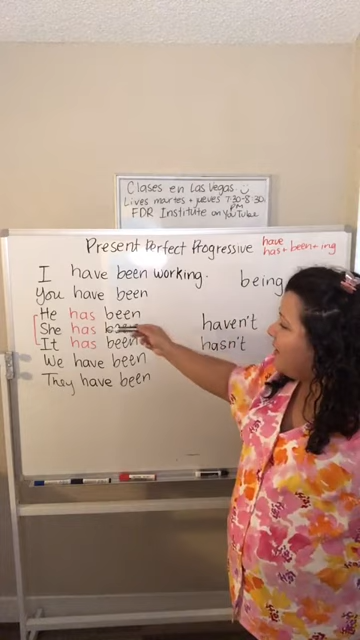 Clases en Las Vegas
Lives martes + jueves 7:30-8:30
PM
FDR Institute on YouTube
Present Perfect Progressive
have
has + been + ing
I have been working.
being
You have been
He has been
She has
haven't
It has been
hasn't
We have been
They have been